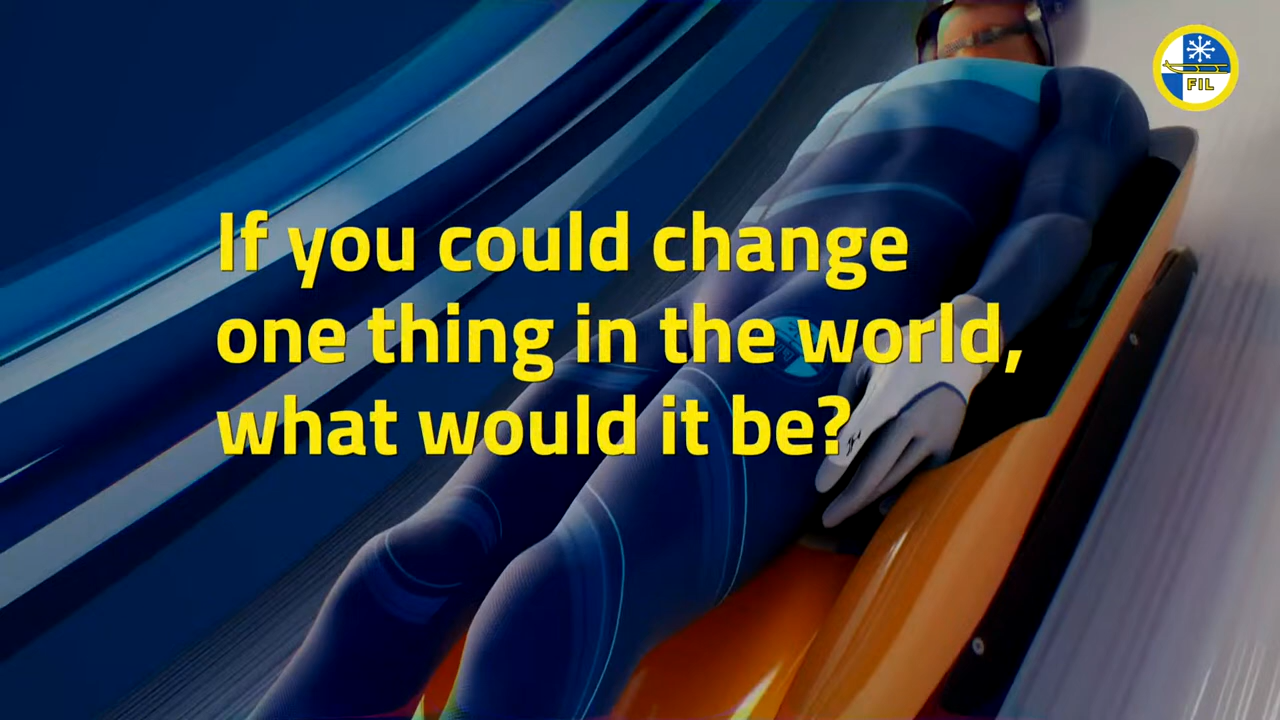 FIL
If you could change
one thing in the world,
what would it be?